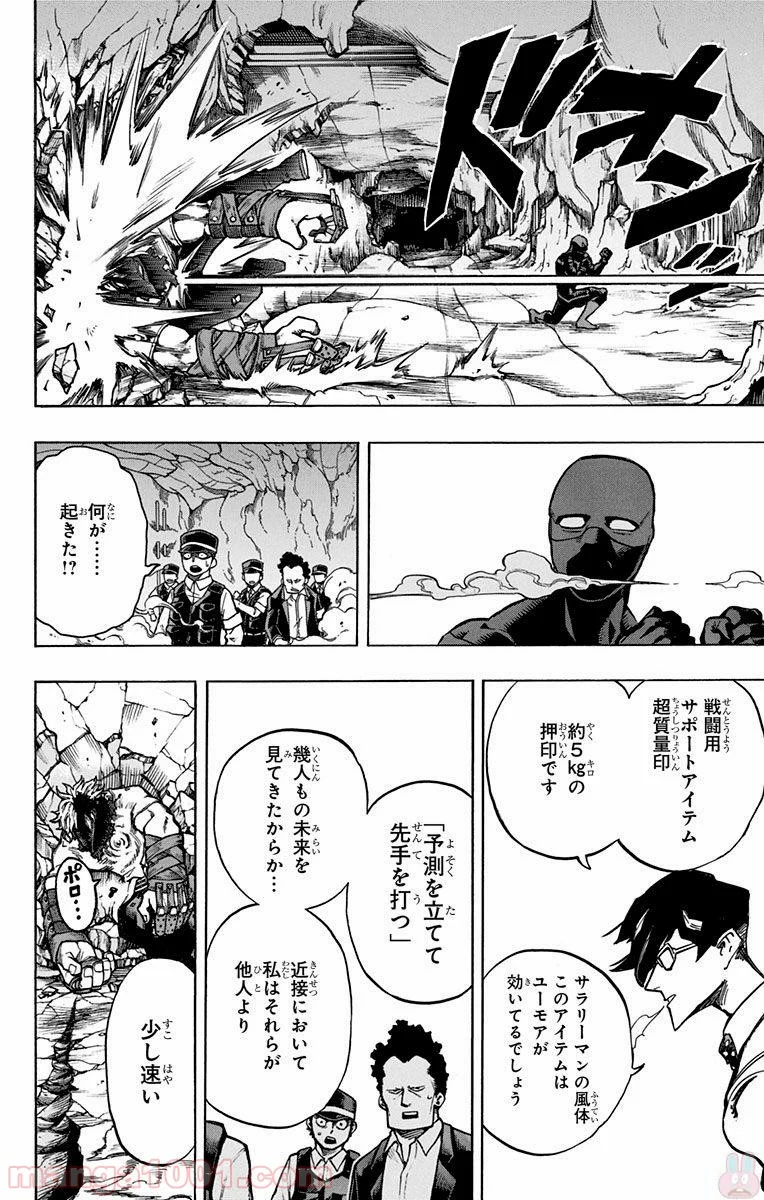 ドオン
何が……
起きた!?
戦闘用
サポートアイテム
超質量印
約5kgの
押印です
サラリーマンの風体
このアイテムは
ユーモアが
効いてるでしょう
「予測を立てて
先手を打つ」
幾人もの未来を
見てきたからか…
近接において
私はそれらが
他人より
ポロ…
少し速い
manga1001.com